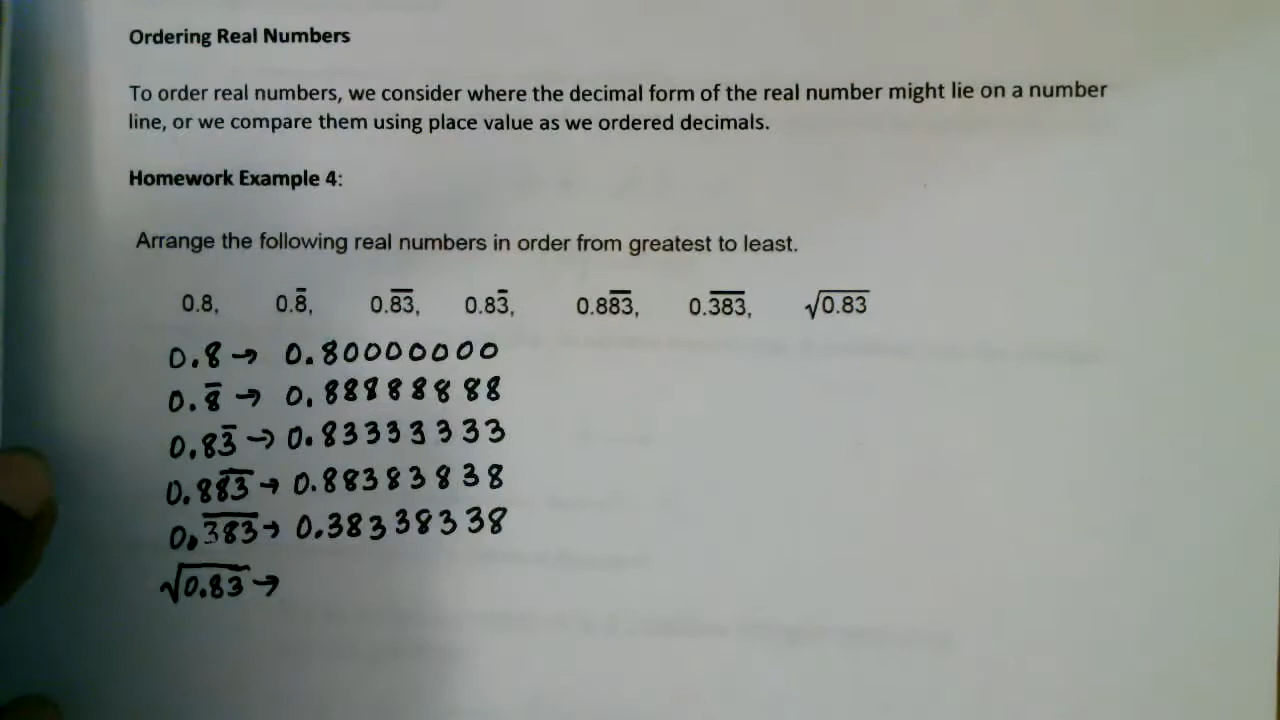 Ordering Real Numbers
To order real numbers, we consider where the decimal form of the real number might lie on a number
line, or we compare them using place value as we ordered decimals.
Homework Example 4:
Arrange the following real numbers in order from greatest to least.
0.8, 0.8̅, 0.8̅3̅, 0.83̅, 0.88̅3̅, 0.3̅8̅3̅, √0.83
0.8 → 0.80000000
0.8̅ → 0.88888888
0.83̅ → 0.83333333
0.88̅3̅ → 0.88383838
0.3̅8̅3̅ → 0.38338338
√0.83 →